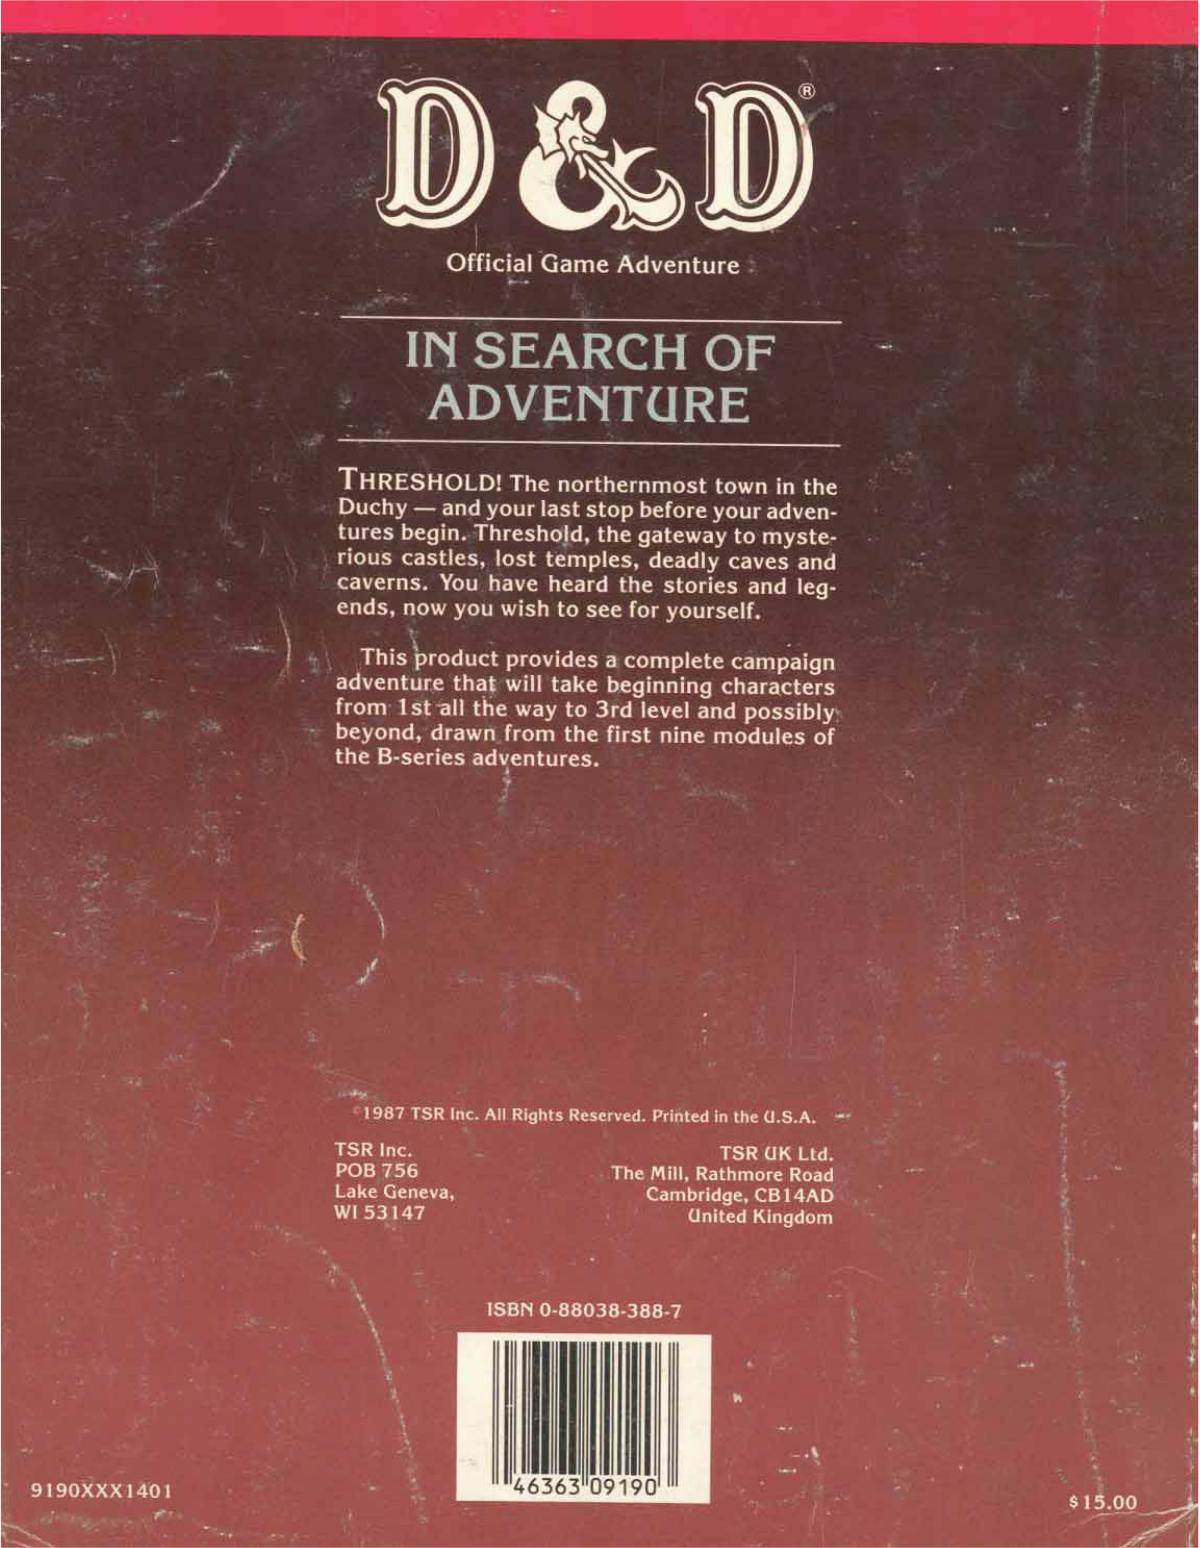 D&D®
Official Game Adventure
IN SEARCH OF
ADVENTURE
THRESHOLD! The northernmost town in the
Duchy — and your last stop before your adven-
tures begin. Threshold, the gateway to myste-
rious castles, lost temples, deadly caves and
caverns. You have heard the stories and leg-
ends, now you wish to see for yourself.
This product provides a complete campaign
adventure that will take beginning characters
from 1st all the way to 3rd level and possibly
beyond, drawn from the first nine modules of
the B-series adventures.
©1987 TSR Inc. All Rights Reserved. Printed in the U.S.A.
TSR Inc.
POB 756
Lake Geneva,
WI 53147
TSR UK Ltd.
The Mill, Rathmore Road
Cambridge, CB14AD
United Kingdom
ISBN 0-88038-388-7
46363 09190
9190XXX1401
$15.00